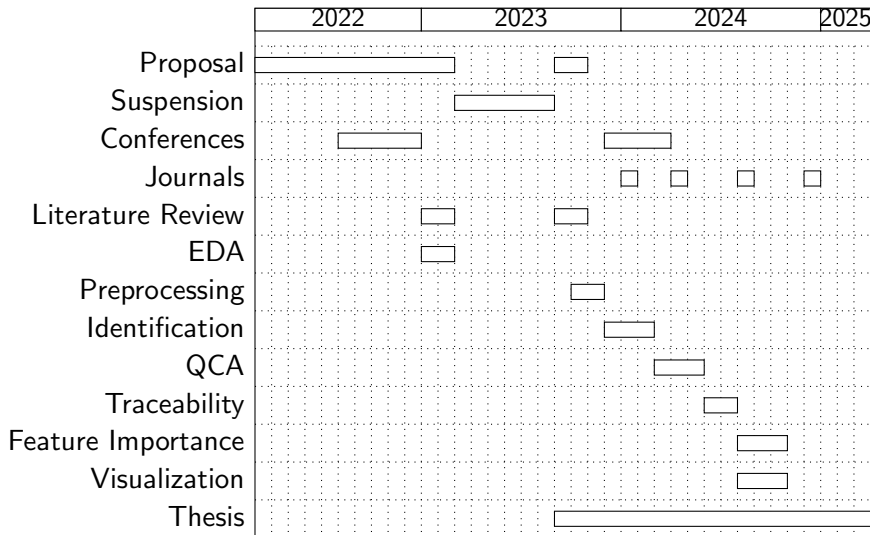 2022 2023 2024 2025
Proposal
Suspension
Conferences
Journals
Literature Review
EDA
Preprocessing
Identification
QCA
Traceability
Feature Importance
Visualization
Thesis